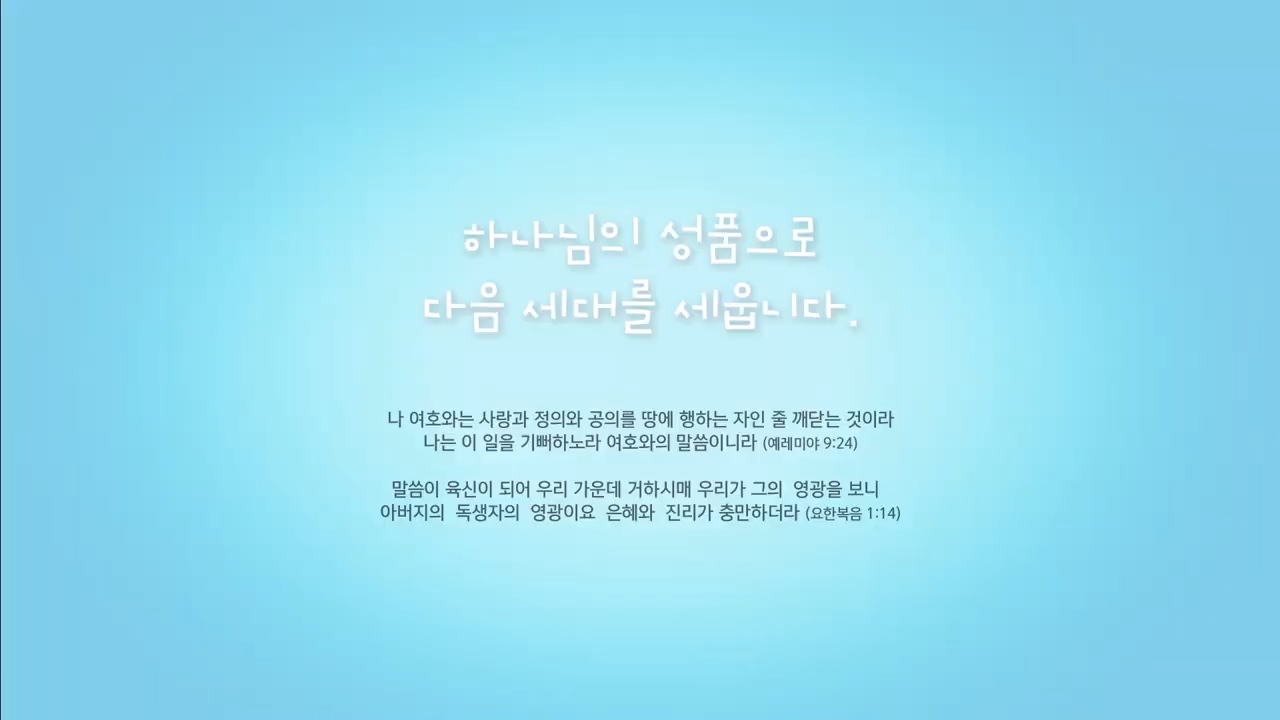 하나님의 성품으로
다음 세대를 세웁니다.
나 여호와는 사랑과 정의와 공의를 땅에 행하는 자인 줄 깨닫는 것이라
나는 이 일을 기뻐하노라 여호와의 말씀이니라 (예레미야 9:24)
말씀이 육신이 되어 우리 가운데 거하시매 우리가 그의 영광을 보니
아버지의 독생자의 영광이요 은혜와 진리가 충만하더라 (요한복음 1:14)